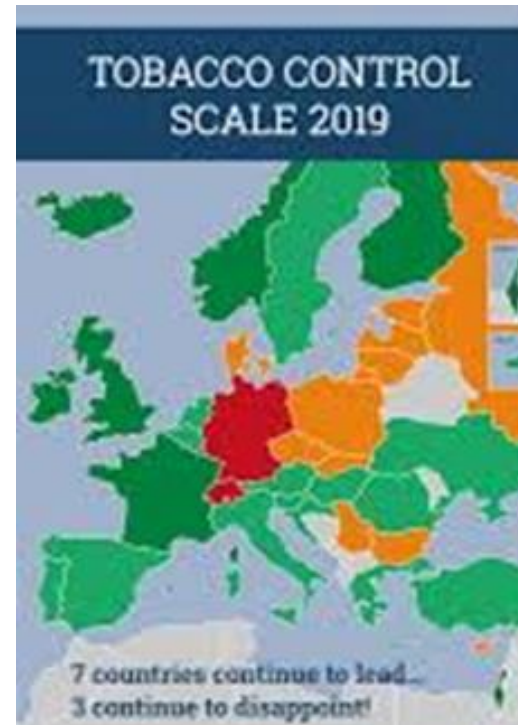 TOBACCO CONTROL
SCALE 2019
7 countries continue to lead...
3 continue to disappoint!